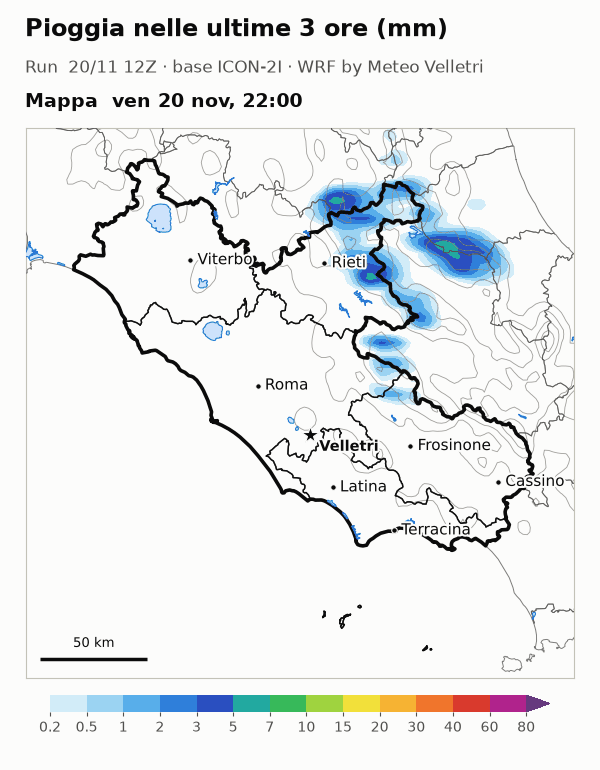 Pioggia nelle ultime 3 ore (mm)
Run  20/11 12Z · base ICON-2I · WRF by Meteo Velletri
Mappa  ven 20 nov, 22:00
Viterbo
Rieti
Roma
Velletri
Frosinone
Latina
Cassino
Terracina
50 km
0.2 0.5 1 2 3 5 7 10 15 20 30 40 60 80